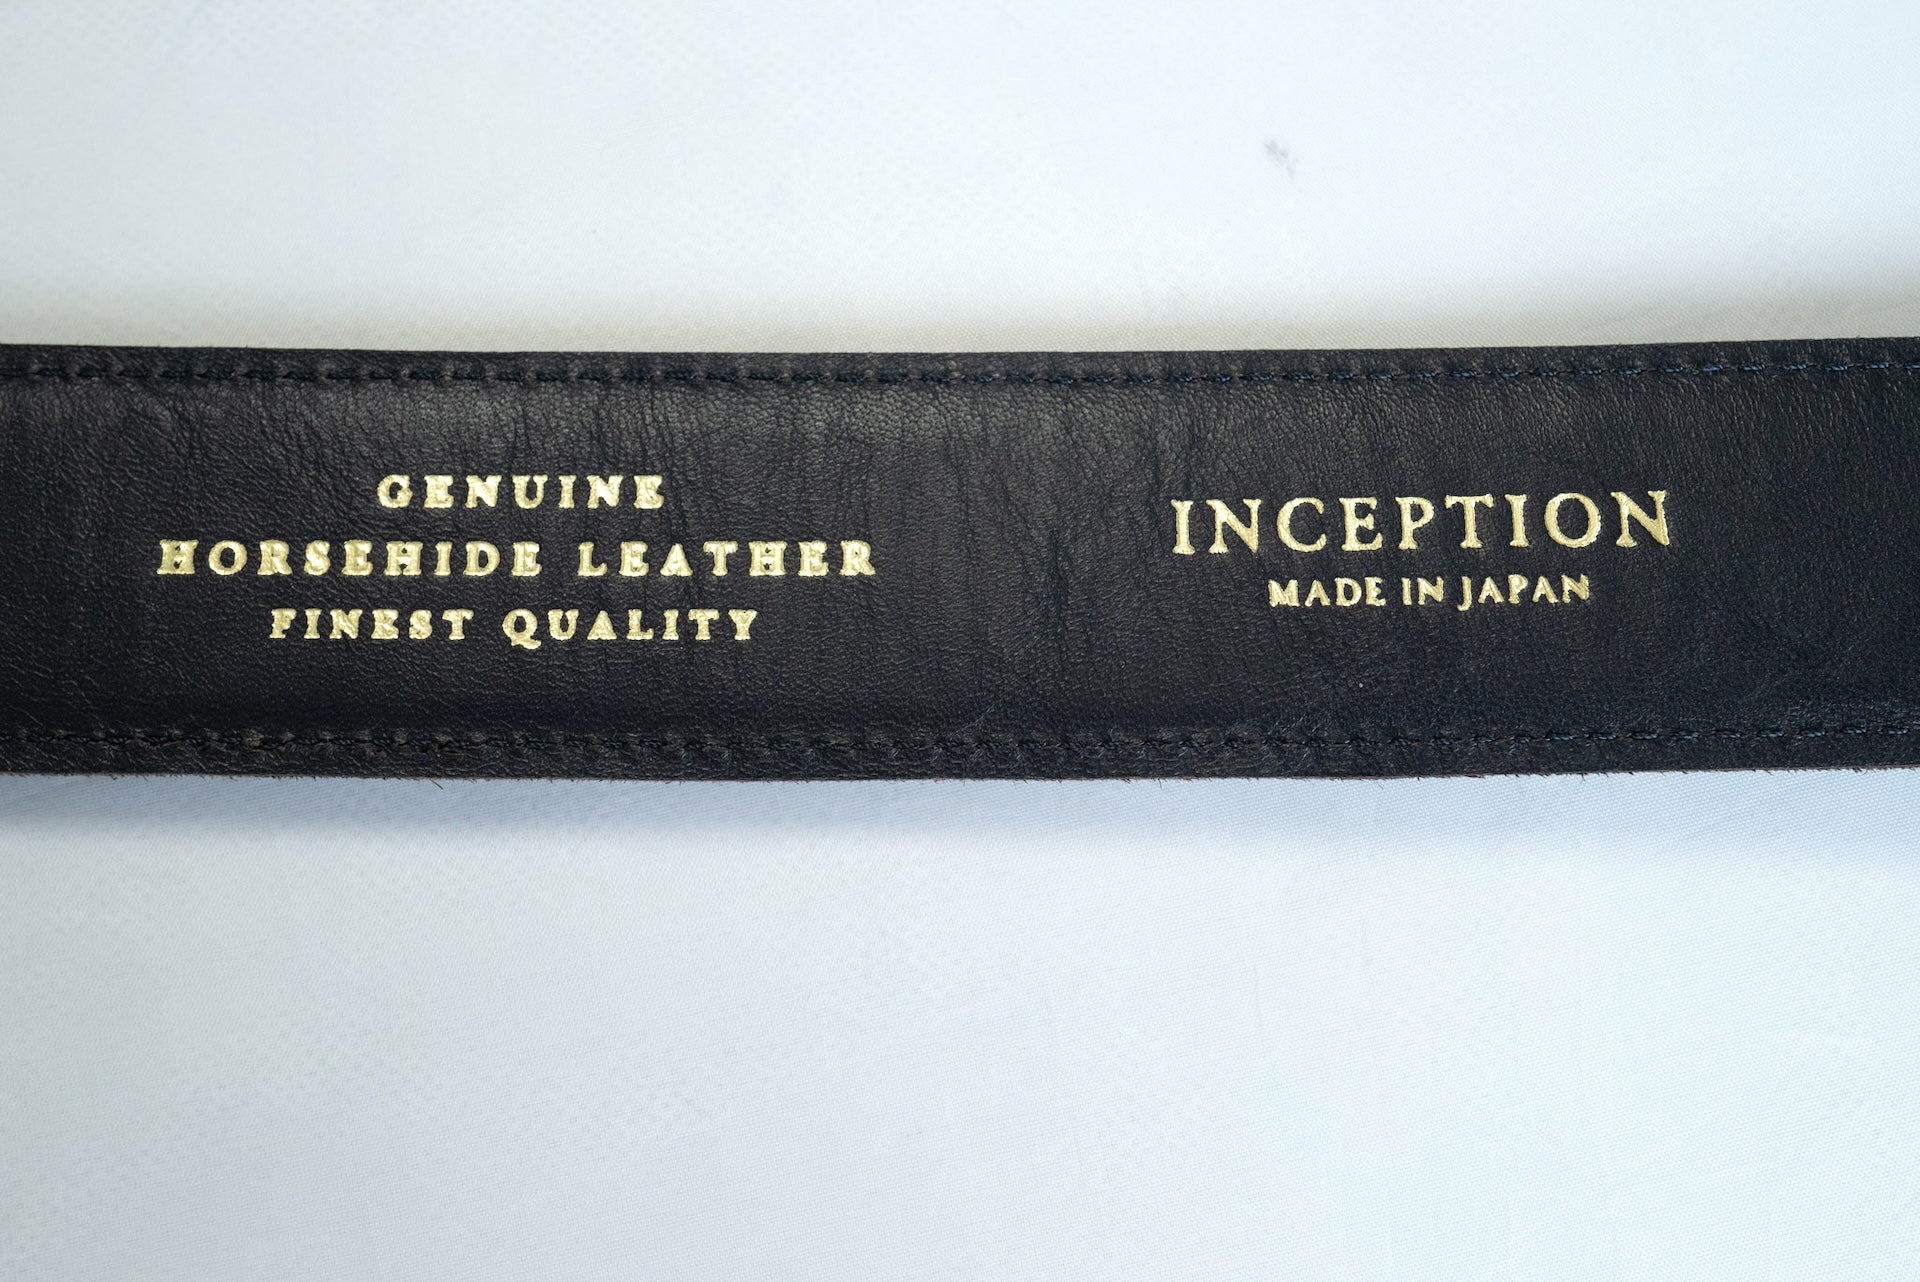 GENUINE
HORSEHIDE LEATHER
FINEST QUALITY
INCEPTION
MADE IN JAPAN